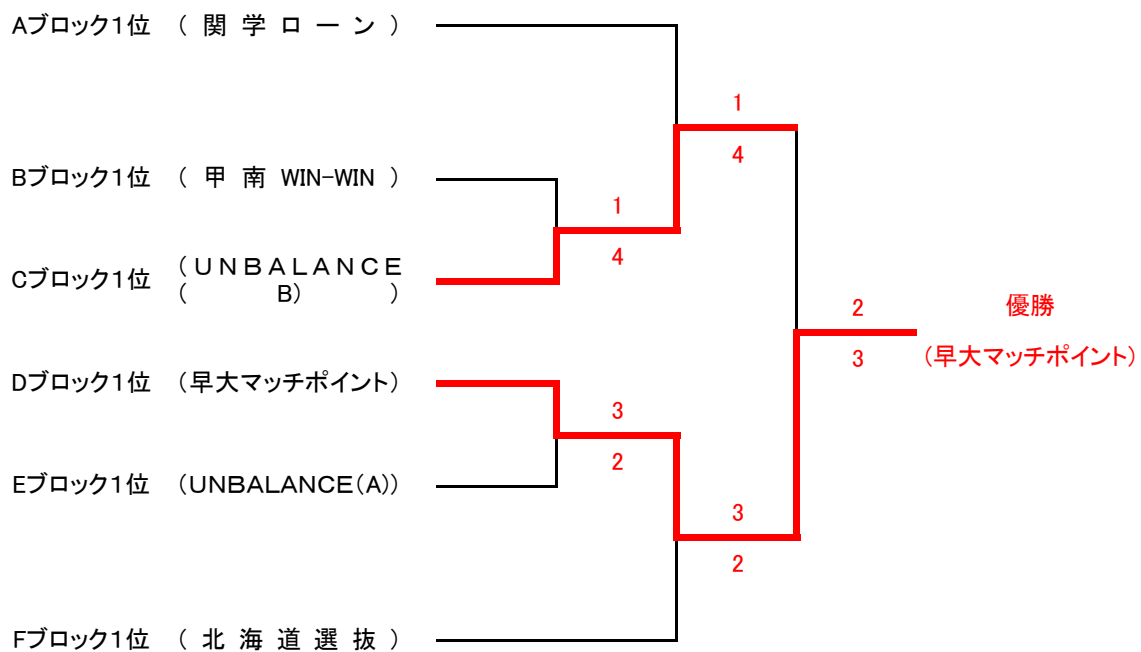 Aブロック1位 (関学ローン)
1
4
Bブロック1位 (甲南 WIN-WIN)
1
4
Cブロック1位 (UNBALANCE
( B) )
2
3
優勝
(早大マッチポイント)
Dブロック1位 (早大マッチポイント)
3
2
Eブロック1位 (UNBALANCE(A))
3
2
Fブロック1位 (北海道選抜)